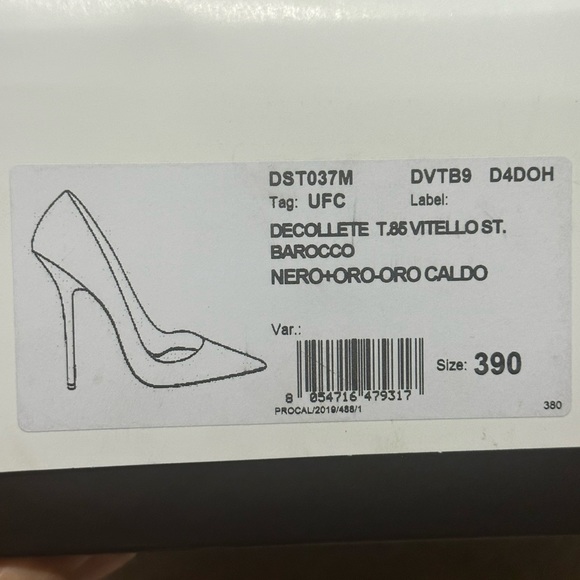 DST037M DVTB9 D4DOH
Tag: UFC Label:
DECOLLETE T.85 VITELLO ST.
BAROCCO
NERO+ORO-ORO CALDO
Var.:
Size: 390
8 054716 479317
PROCAL/2019/488/1
380